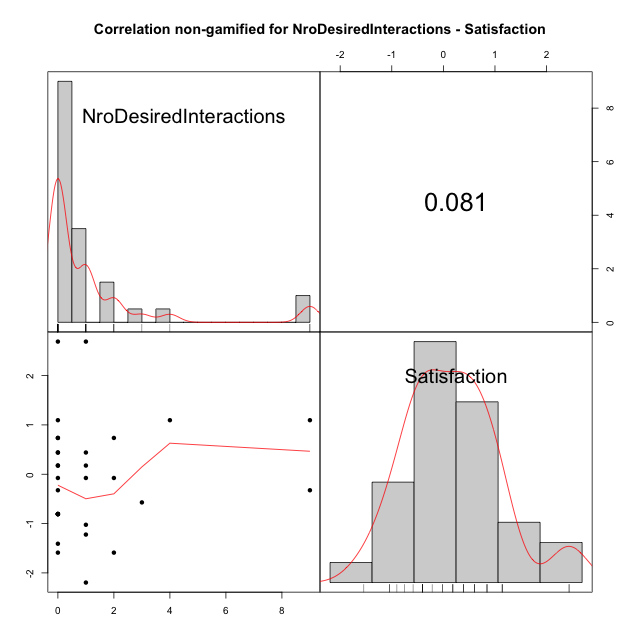 Correlation non-gamified for NroDesiredInteractions - Satisfaction
-2 -1 0 1 2
NroDesiredInteractions
0.081
0 2 4 6 8
Satisfaction
-2 -1 0 1 2
0 2 4 6 8